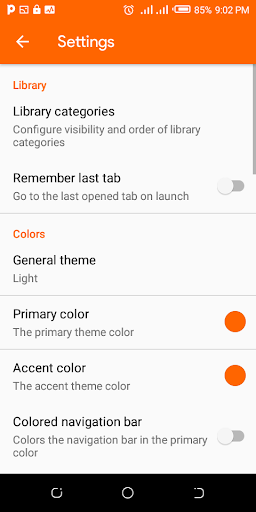 85% 9:02 PM
Settings
Library
Library categories
Configure visibility and order of library
categories
Remember last tab
Go to the last opened tab on launch
Colors
General theme
Light
Primary color
The primary theme color
Accent color
The accent theme color
Colored navigation bar
Colors the navigation bar in the primary
color